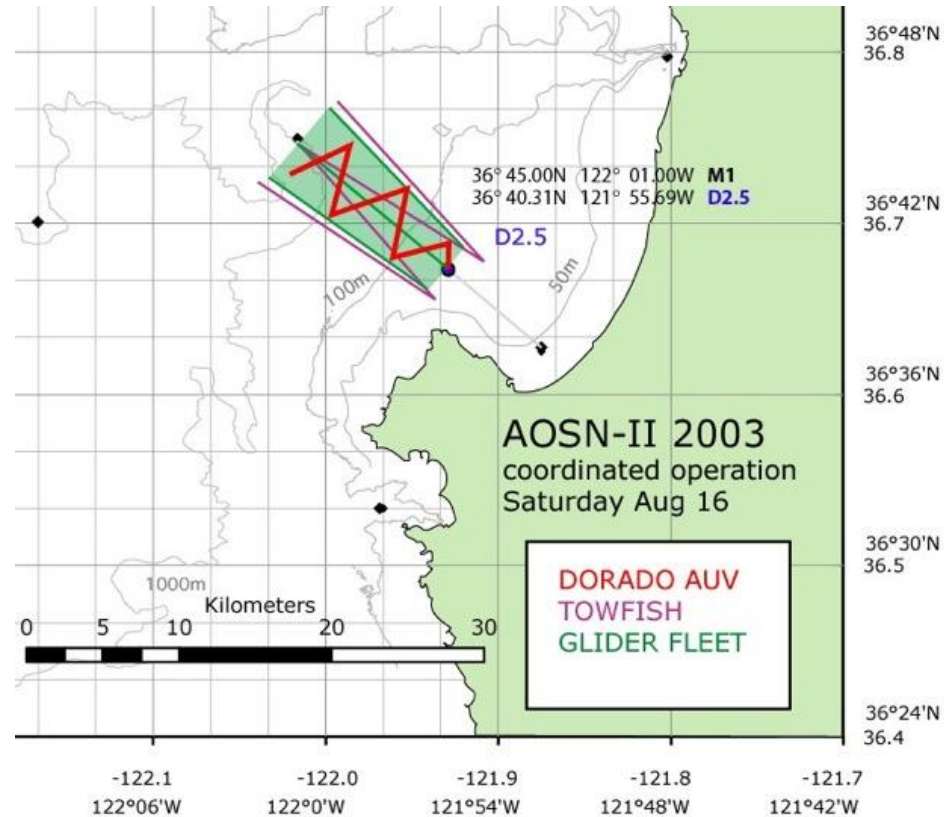 36°48'N
36.8
36° 45.00N 122° 01.00W M1
36° 40.31N 121° 55.69W D2.5
36°42'N
36.7
D2.5
100m
50m
36°36'N
36.6
AOSN-II 2003
coordinated operation
Saturday Aug 16
36°30'N
36.5
1000m
Kilometers
0 5 10 20 30
DORADO AUV
TOWFISH
GLIDER FLEET
36°24'N
36.4
-122.1 -122.0 -121.9 -121.8 -121.7
122°06'W 122°00'W 121°54'W 121°48'W 121°42'W